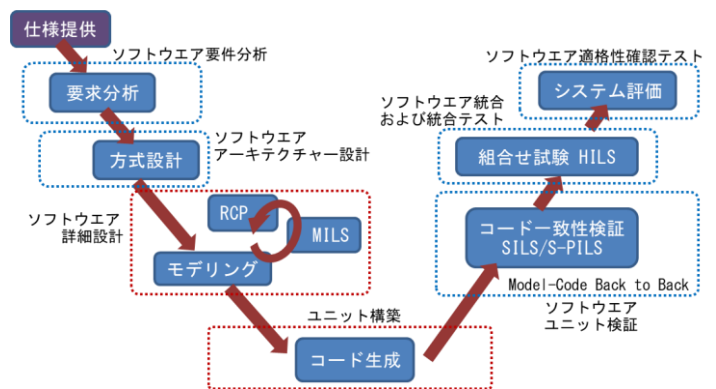 仕様提供
ソフトウエア要件分析
要求分析
方式設計
ソフトウエア
アーキテクチャー設計
ソフトウエア
詳細設計
RCP
MILS
モデリング
ユニット構築
コード生成
ソフトウエア適格性確認テスト
システム評価
ソフトウエア統合
および統合テスト
組合せ試験 HILS
コード一致性検証
SILS/S-PILS
Model-Code Back to Back
ソフトウエア
ユニット検証